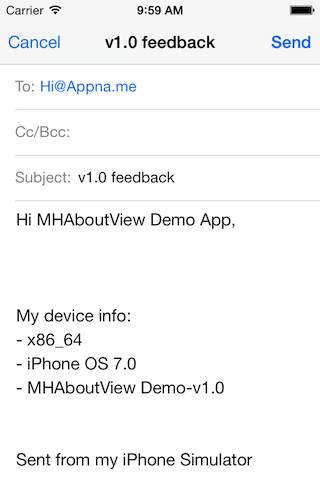 Carrier 9:59 AM
Cancel v1.0 feedback Send
To: Hi@Appna.me
Cc/Bcc:
Subject: v1.0 feedback
Hi MHAboutView Demo App,
My device info:
- x86_64
- iPhone OS 7.0
- MHAboutView Demo-v1.0
Sent from my iPhone Simulator